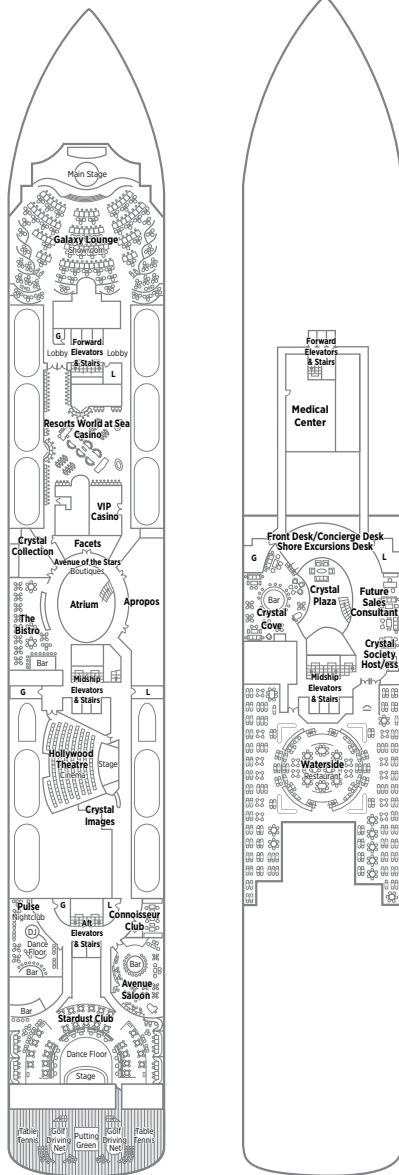 Main Stage
Galaxy Lounge
Showroom
G
Lobby
Forward
Elevators
& Stairs
Lobby
L
Resorts World at Sea
Casino
VIP
Casino
Crystal
Collection
Facets
Avenue of the Stars
Boutiques
Atrium
Apropos
The
Bistro
Bar
Midship
Elevators
& Stairs
G
L
Hollywood
Theatre
Cinema
Stage
Crystal
Images
Pulse
Nightclub
DJ
Dance
Floor
Bar
G
L
Aft
Elevators
& Stairs
Connoisseur
Club
Bar
Avenue
Saloon
Bar
Stardust Club
Dance Floor
Stage
Table
Tennis
Golf
Driving
Net
Putting
Green
Golf
Driving
Net
Table
Tennis
Forward
Elevators
& Stairs
Medical
Center
Front Desk/Concierge Desk
Shore Excursions Desk
G
L
Bar
Crystal
Cove
Crystal
Plaza
Future
Sales
Consultant
Crystal
Society
Host/ess
Midship
Elevators
& Stairs
Waterside
Restaurant